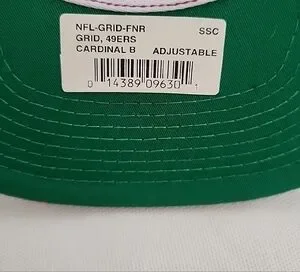 NFL-GRID-FNR SSC
GRID, 49ERS
CARDINAL B ADJUSTABLE
0 14389 09630 1